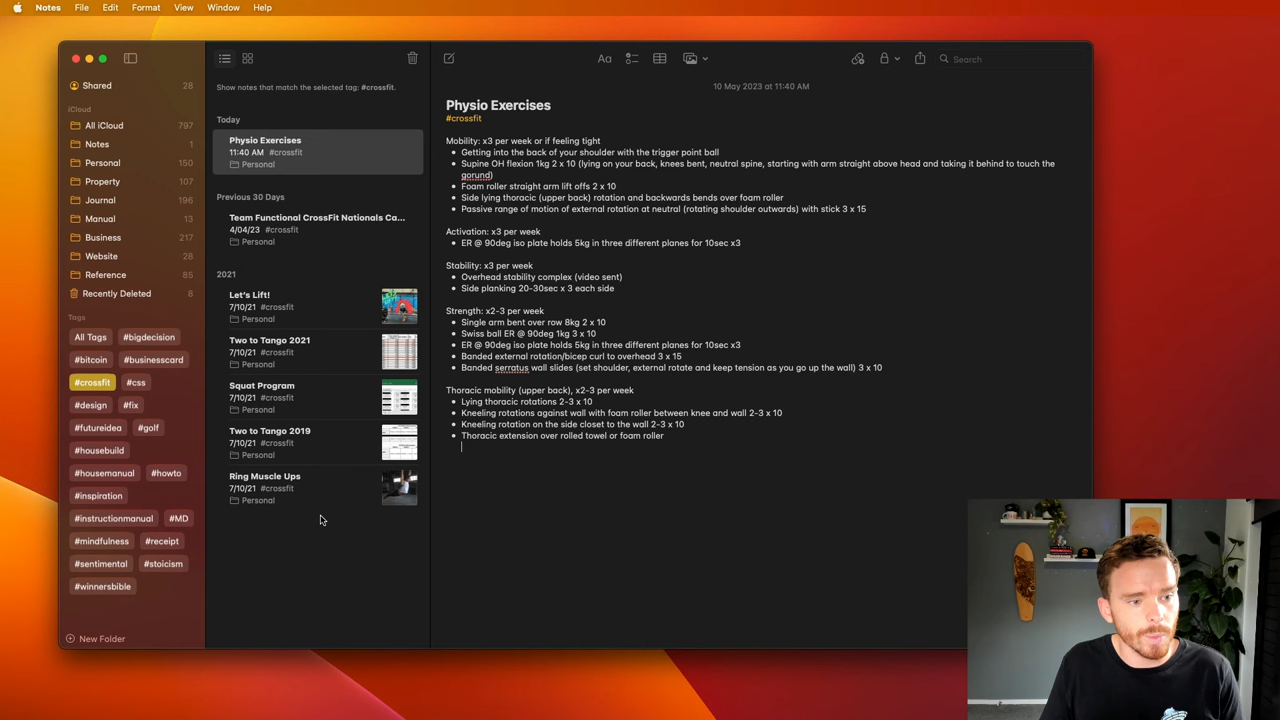 Notes File Edit Format View Window Help
Shared 28
iCloud
All iCloud 797
Notes 1
Personal 150
Property 107
Journal 196
Manual 33
Business 217
Website 28
Reference 85
Recently Deleted
Tags
All Tags #bigdecision
#bitcoin #businesscard
#crossfit #css
#design #fix
#futureidea #golf
#housebuild
#housemanual #howto
#inspiration
#instructionmanual #MD
#mindfulness #receipt
#sentimental #stoicism
#winnersbible
New Folder
Show notes that match the selected tag: #crossfit.
Today
Physio Exercises
11:40 AM #crossfit
Personal
Previous 30 Days
Team Functional CrossFit Nationals Ca...
4/04/23 #crossfit
Personal
2021
Let's Lift!
7/10/21 #crossfit
Personal
Two to Tango 2021
7/10/21 #crossfit
Personal
Squat Program
7/10/21 #crossfit
Personal
Two to Tango 2019
7/10/21 #crossfit
Personal
Ring Muscle Ups
7/10/21 #crossfit
Personal
Aa
Search
10 May 2023 at 11:40 AM
Physio Exercises
#crossfit
Mobility: x3 per week or if feeling tight
• Getting into the back of your shoulder with the trigger point ball
• Supine OH flexion 1kg 2 x 10 (lying on your back, knees bent, neutral spine, starting with arm straight above head and taking it behind to touch the
gorund)
• Foam roller straight arm lift offs 2 x 10
• Side lying thoracic (upper back) rotation and backwards bends over foam roller
• Passive range of motion of external rotation at neutral (rotating shoulder outwards) with stick 3 x 15
Activation: x3 per week
• ER @ 90deg iso plate holds 5kg in three different planes for 10sec x3
Stability: x3 per week
• Overhead stability complex (video sent)
• Side planking 20-30sec x 3 each side
Strength: x2-3 per week
• Single arm bent over row 8kg 2 x 10
• Swiss ball ER @ 90deg 1kg 3 x 10
• ER @ 90deg iso plate holds 5kg in three different planes for 10sec x3
• Banded external rotation/bicep curl to overhead 3 x 15
• Banded serratus wall slides (set shoulder, external rotate and keep tension as you go up the wall) 3 x 10
Thoracic mobility (upper back), x2-3 per week
• Lying thoracic rotations 2-3 x 10
• Kneeling rotations against wall with foam roller between knee and wall 2-3 x 10
• Kneeling rotation on the side closet to the wall 2-3 x 10
• Thoracic extension over rolled towel or foam roller